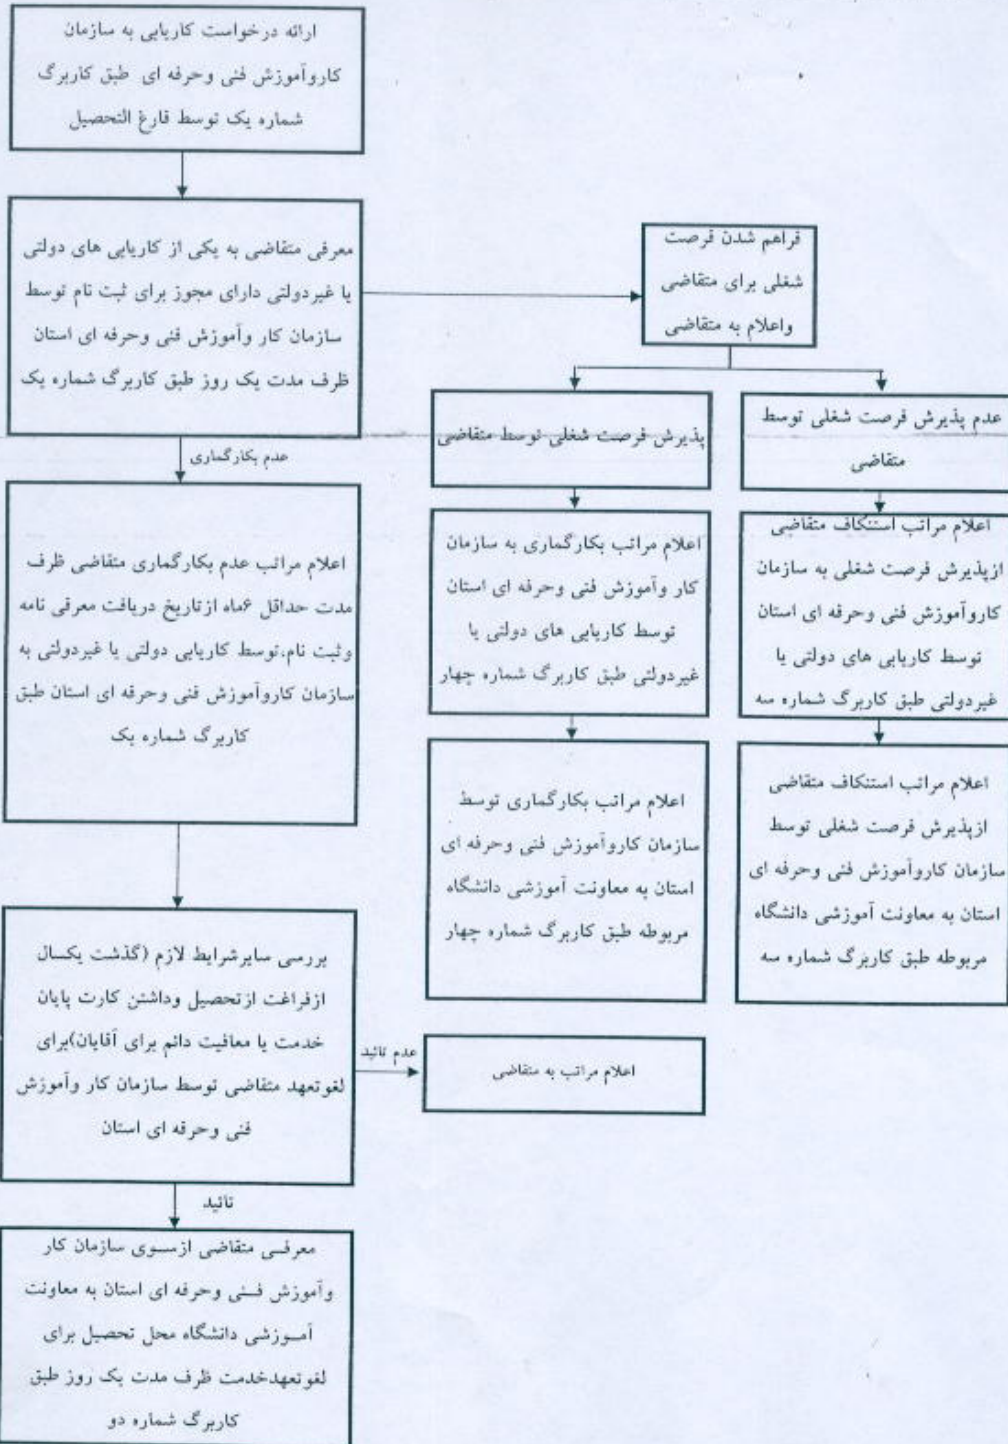 ارائه درخواست کاریابی به سازمان
کاروآموزش فنی وحرفه ای طبق کاربرگ
شماره یک توسط فارغ التحصیل
معرفی متقاضی به یکی از کاریابی های دولتی
یا غیردولتی دارای مجوز برای ثبت نام توسط
سازمان کار وآموزش فنی وحرفه ای استان
ظرف مدت یک روز طبق کاربرگ شماره یک
فراهم شدن فرصت
شغلی برای متقاضی
واعلام به متقاضی
عدم پذیرش فرصت شغلی توسط
متقاضی
پذیرش فرصت شغلی توسط متقاضی
عدم بکارگماری
اعلام مراتب عدم بکارگماری متقاضی ظرف
مدت حداقل ۶ماه ازتاریخ دریافت معرفی نامه
وثبت نام،توسط کاریابی دولتی یا غیردولتی به
سازمان کاروآموزش فنی وحرفه ای استان طبق
کاربرگ شماره یک
اعلام مراتب بکارگماری به سازمان
کار وآموزش فنی وحرفه ای استان
توسط کاریابی های دولتی یا
غیردولتی طبق کاربرگ شماره چهار
اعلام مراتب استنکاف متقاضی
ازپذیرش فرصت شغلی به سازمان
کاروآموزش فنی وحرفه ای استان
توسط کاریابی های دولتی یا
غیردولتی طبق کاربرگ شماره سه
اعلام مراتب بکارگماری توسط
سازمان کاروآموزش فنی وحرفه ای
استان به معاونت آموزشی دانشگاه
مربوطه طبق کاربرگ شماره چهار
اعلام مراتب استنکاف متقاضی
ازپذیرش فرصت شغلی توسط
سازمان کاروآموزش فنی وحرفه ای
استان به معاونت آموزشی دانشگاه
مربوطه طبق کاربرگ شماره سه
بررسی سایرشرایط لازم (گذشت یکسال
ازفراغت ازتحصیل وداشتن کارت پایان
خدمت یا معافیت دائم برای آقایان)برای
لغوتعهد متقاضی توسط سازمان کار وآموزش
فنی وحرفه ای استان
عدم تائید
اعلام مراتب به متقاضی
تائید
معرفی متقاضی ازسوی سازمان کار
وآموزش فنی وحرفه ای استان به معاونت
آموزشی دانشگاه محل تحصیل برای
لغوتعهدخدمت ظرف مدت یک روز طبق
کاربرگ شماره دو